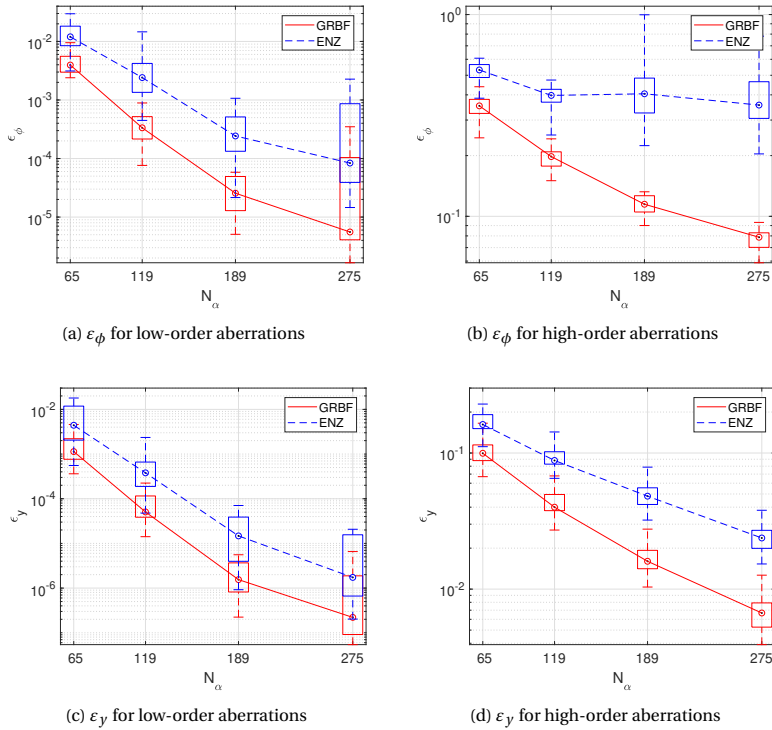 10^-2
10^-3
10^-4
10^-5
ϵ_ϕ
65
119
189
275
N_α
GRBF
ENZ
(a) ε_ϕ for low-order aberrations
10^0
10^-1
ϵ_ϕ
65
119
189
275
N_α
GRBF
ENZ
(b) ε_ϕ for high-order aberrations
10^-2
10^-4
10^-6
ϵ_y
65
119
189
275
N_α
GRBF
ENZ
(c) ε_y for low-order aberrations
10^-1
10^-2
ϵ_y
65
119
189
275
N_α
GRBF
ENZ
(d) ε_y for high-order aberrations